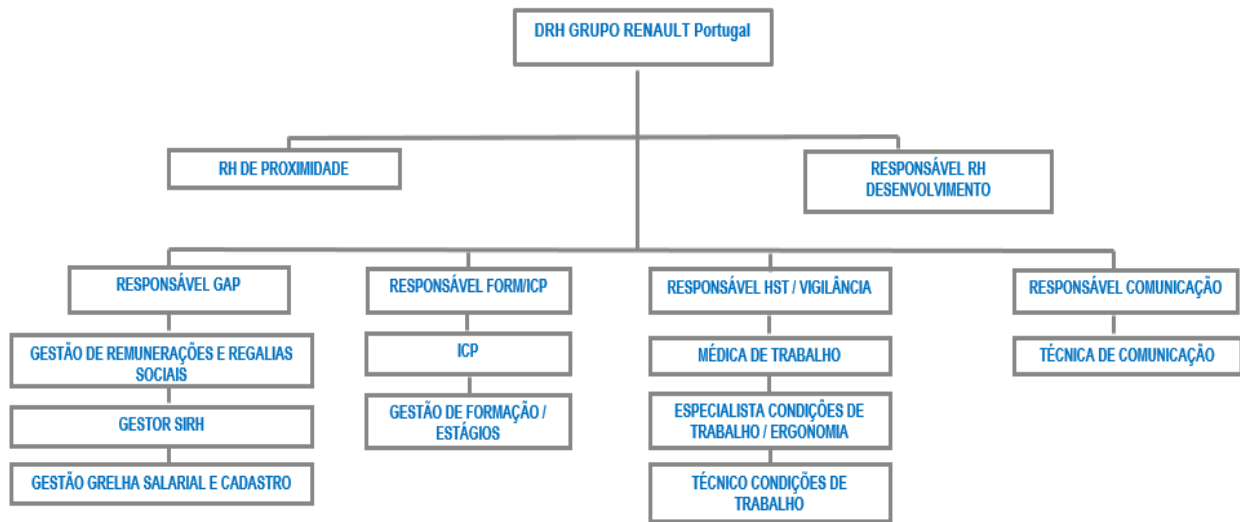 DRH GRUPO RENAULT Portugal
RH DE PROXIMIDADE
RESPONSÁVEL RH
DESENVOLVIMENTO
RESPONSÁVEL GAP
RESPONSÁVEL FORM/ICP
RESPONSÁVEL HST / VIGILÂNCIA
RESPONSÁVEL COMUNICAÇÃO
GESTÃO DE REMUNERAÇÕES E REGALIAS
SOCIAIS
ICP
MÉDICA DE TRABALHO
TÉCNICA DE COMUNICAÇÃO
GESTOR SIRH
GESTÃO DE FORMAÇÃO /
ESTÁGIOS
ESPECIALISTA CONDIÇÕES DE
TRABALHO / ERGONOMIA
GESTÃO GRELHA SALARIAL E CADASTRO
TÉCNICO CONDIÇÕES DE
TRABALHO